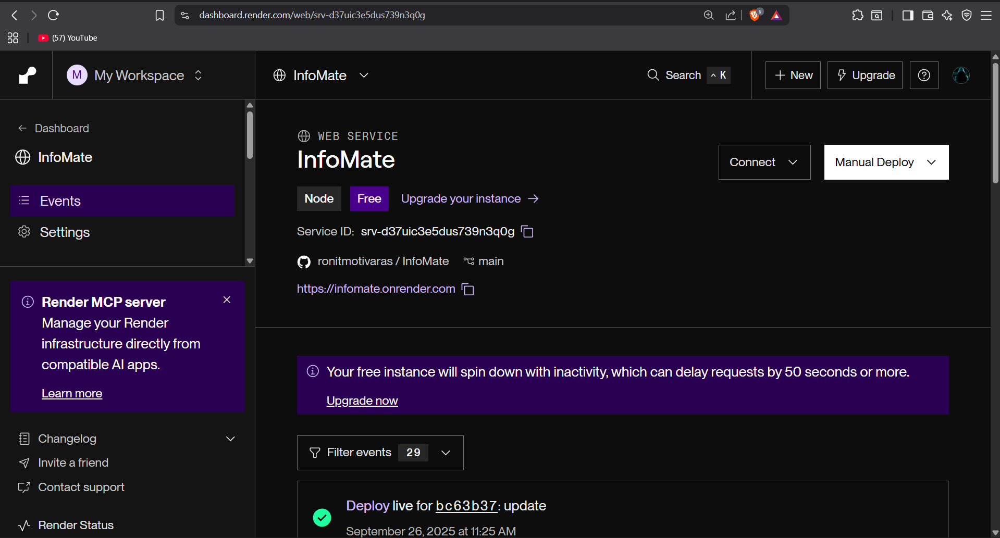 dashboard.render.com/web/srv-d37uic3e5dus739n3q0g
6
(57) YouTube
M My Workspace
InfoMate
Search ^ K
+ New
Upgrade
Dashboard
InfoMate
Events
Settings
Render MCP server
Manage your Render
infrastructure directly from
compatible AI apps.
Learn more
Changelog
Invite a friend
Contact support
Render Status
WEB SERVICE
InfoMate
Connect
Manual Deploy
Node Free Upgrade your instance →
Service ID: srv-d37uic3e5dus739n3q0g
ronitmotivaras / InfoMate main
https://infomate.onrender.com
Your free instance will spin down with inactivity, which can delay requests by 50 seconds or more.
Upgrade now
Filter events 29
Deploy live for bc63b37: update
September 26, 2025 at 11:25 AM